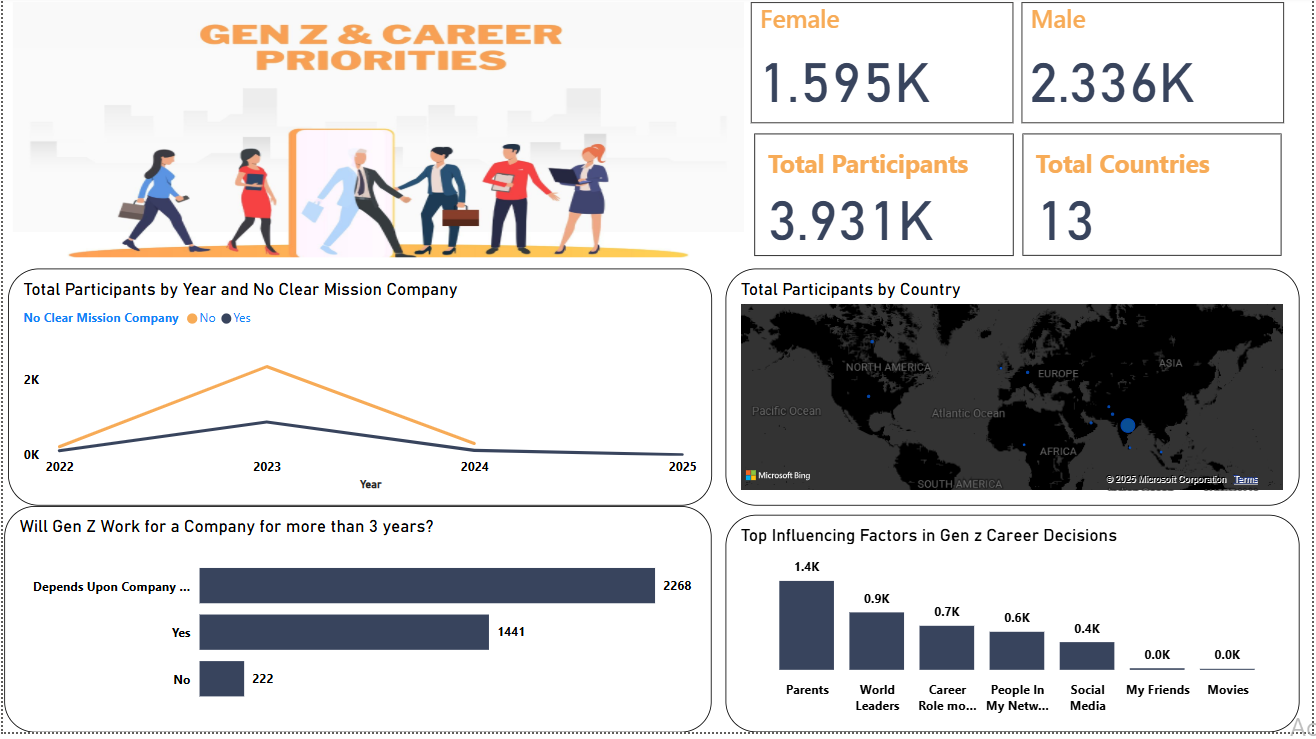 GEN Z & CAREER
PRIORITIES
Female
1.595K
Male
2.336K
Total Participants
3.931K
Total Countries
13
Total Participants by Year and No Clear Mission Company
No Clear Mission Company No Yes
2K
0K
2022 2023 2024 2025
Year
Total Participants by Country
NORTH AMERICA
EUROPE
ASIA
Pacific Ocean
Atlantic Ocean
AFRICA
SOUTH AMERICA
Microsoft Bing
© 2025 Microsoft Corporation Terms
Will Gen Z Work for a Company for more than 3 years?
Depends Upon Company ... 2268
Yes 1441
No 222
Top Influencing Factors in Gen z Career Decisions
1.4K 0.9K 0.7K 0.6K 0.4K 0.0K 0.0K
Parents World Career People In Social My Friends Movies
Leaders Role mo... My Netw... Media